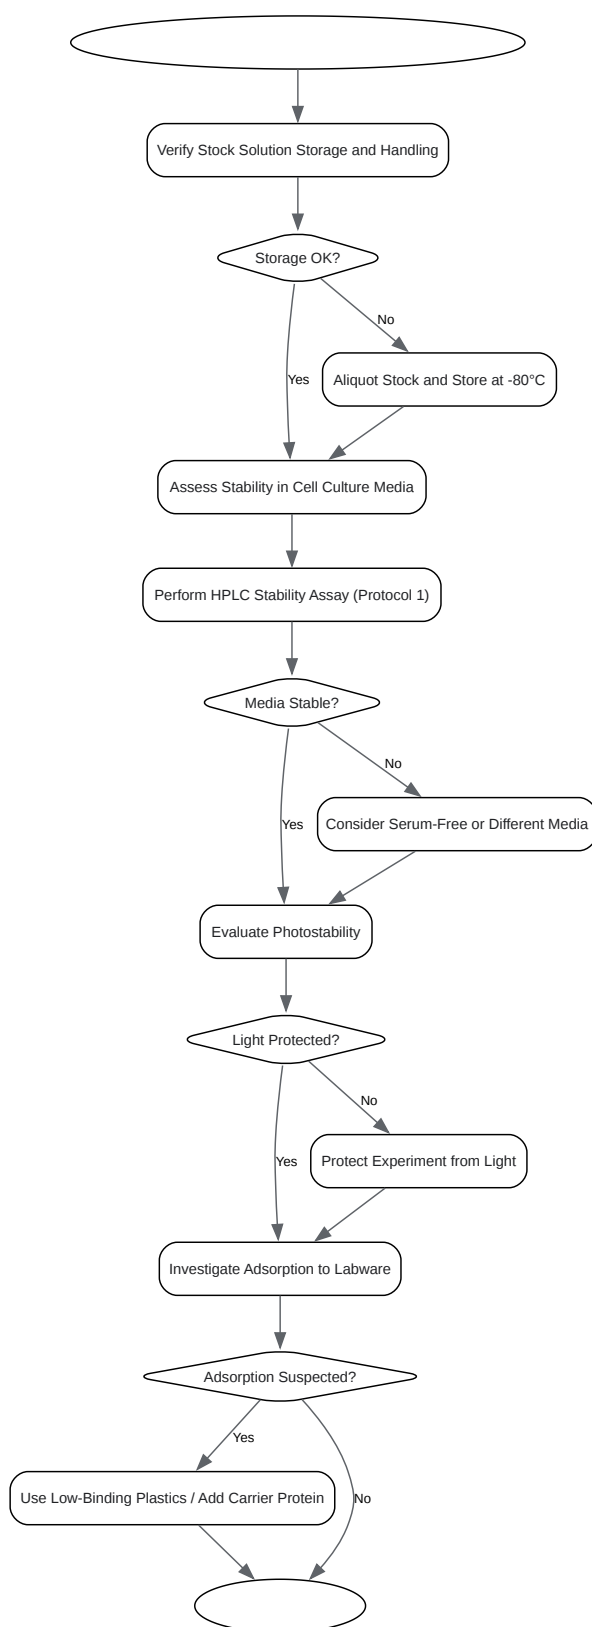 Verify Stock Solution Storage and Handling
Storage OK?
No
Yes
Aliquot Stock and Store at -80°C
Assess Stability in Cell Culture Media
Perform HPLC Stability Assay (Protocol 1)
Media Stable?
No
Yes
Consider Serum-Free or Different Media
Evaluate Photostability
Light Protected?
No
Yes
Protect Experiment from Light
Investigate Adsorption to Labware
Adsorption Suspected?
Yes
Use Low-Binding Plastics / Add Carrier Protein
No